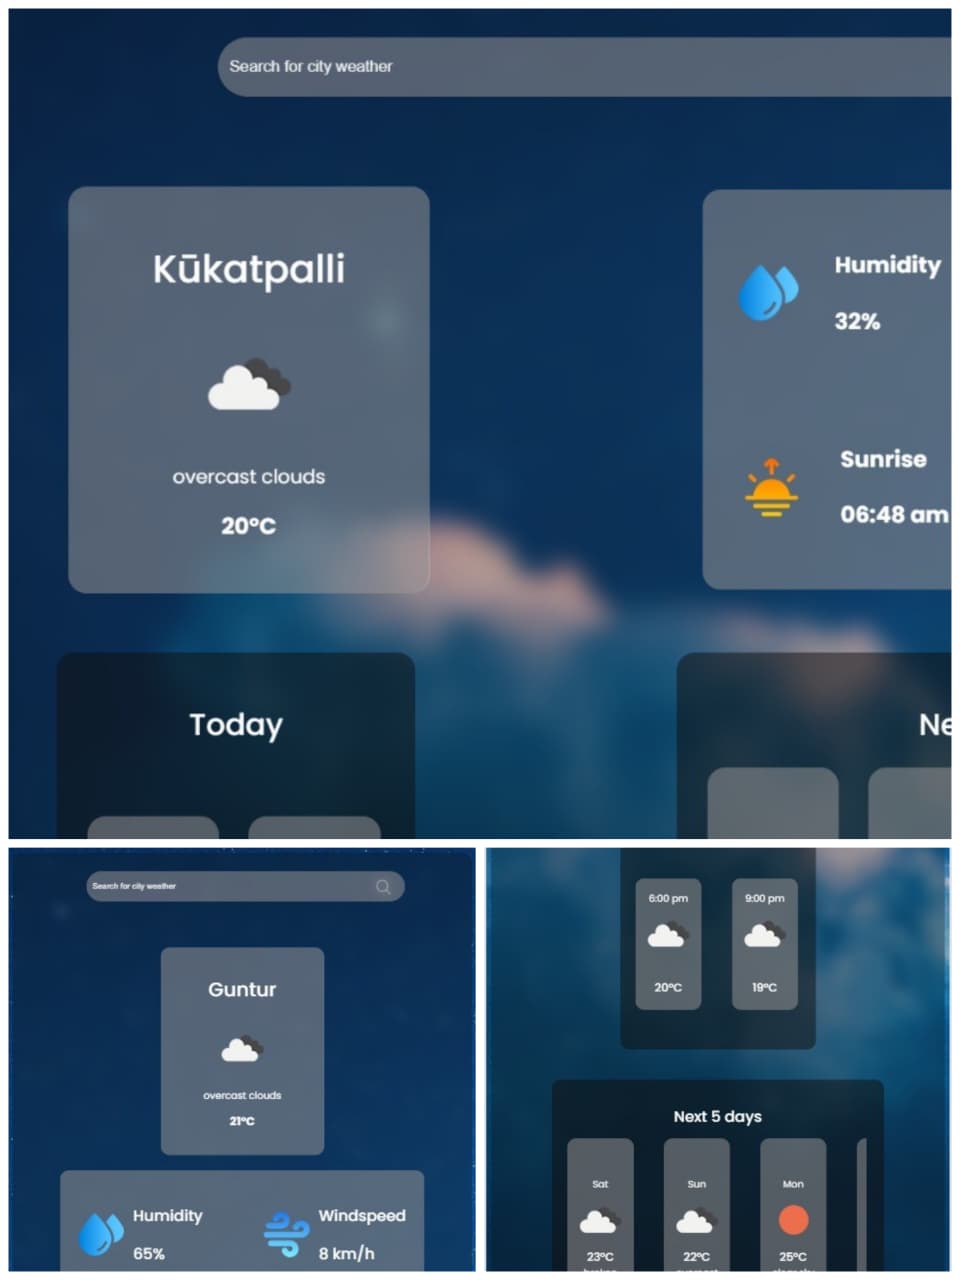 Search for city weather
Kūkatpalli
overcast clouds
20°C
Humidity
32%
Sunrise
06:48 am
Today
Ne
Search for city weather
Guntur
overcast clouds
21°C
Humidity
65%
Windspeed
8 km/h
6:00 pm
20°C
9:00 pm
19°C
Next 5 days
Sat
23°C
Sun
22°C
Mon
25°C